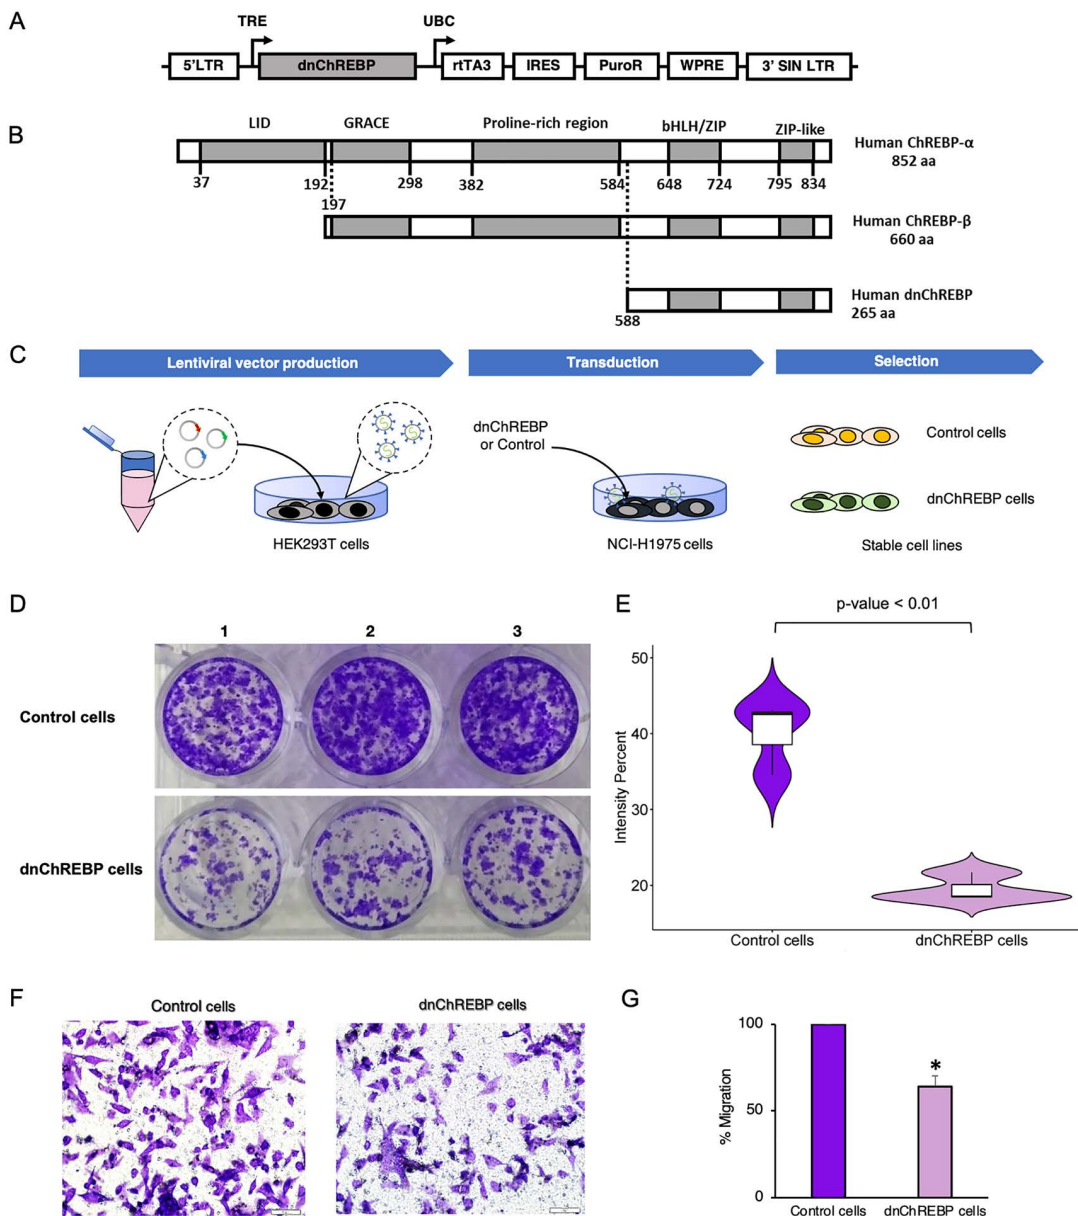 A
TRE
UBC
5'LTR
dnChREBP
rtTA3
IRES
PuroR
WPRE
3' SIN LTR
B
LID
GRACE
Proline-rich region
bHLH/ZIP
ZIP-like
Human ChREBP-α
852 aa
37
192
298
382
584
648
724
795
834
197
Human ChREBP-β
660 aa
Human dnChREBP
265 aa
588
C
Lentiviral vector production
Transduction
Selection
dnChREBP
or Control
Control cells
dnChREBP cells
HEK293T cells
NCI-H1975 cells
Stable cell lines
D
1
2
3
Control cells
dnChREBP cells
E
p-value < 0.01
Intensity Percent
50
40
30
20
Control cells
dnChREBP cells
F
Control cells
dnChREBP cells
G
% Migration
100
50
0
*
Control cells
dnChREBP cells